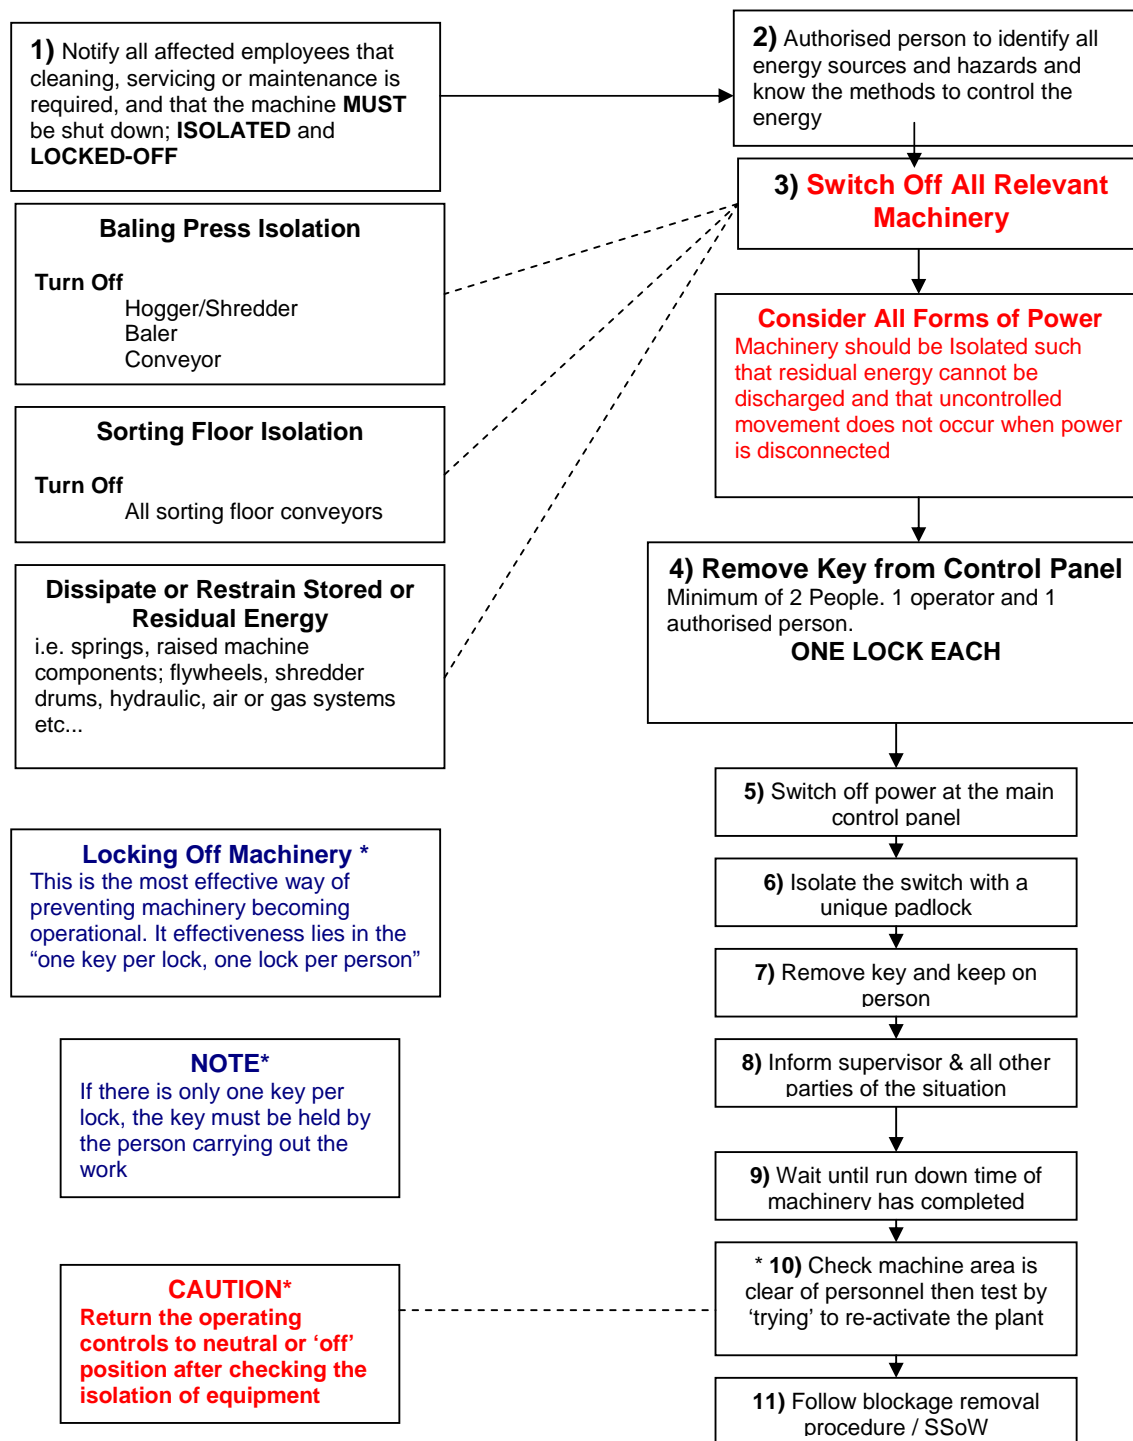 1) Notify all affected employees that
cleaning, servicing or maintenance is
required, and that the machine MUST
be shut down; ISOLATED and
LOCKED-OFF
2) Authorised person to identify all
energy sources and hazards and
know the methods to control the
energy
3) Switch Off All Relevant
Machinery
Baling Press Isolation
Turn Off
Hogger/Shredder
Baler
Conveyor
Consider All Forms of Power
Machinery should be Isolated such
that residual energy cannot be
discharged and that uncontrolled
movement does not occur when power
is disconnected
Sorting Floor Isolation
Turn Off
All sorting floor conveyors
Dissipate or Restrain Stored or
Residual Energy
i.e. springs, raised machine
components; flywheels, shredder
drums, hydraulic, air or gas systems
etc...
4) Remove Key from Control Panel
Minimum of 2 People. 1 operator and 1
authorised person.
ONE LOCK EACH
5) Switch off power at the main
control panel
Locking Off Machinery *
This is the most effective way of
preventing machinery becoming
operational. It effectiveness lies in the
“one key per lock, one lock per person”
6) Isolate the switch with a
unique padlock
7) Remove key and keep on
person
NOTE*
If there is only one key per
lock, the key must be held by
the person carrying out the
work
8) Inform supervisor & all other
parties of the situation
9) Wait until run down time of
machinery has completed
* 10) Check machine area is
clear of personnel then test by
‘trying’ to re-activate the plant
CAUTION*
Return the operating
controls to neutral or ‘off’
position after checking the
isolation of equipment
11) Follow blockage removal
procedure / SSoW